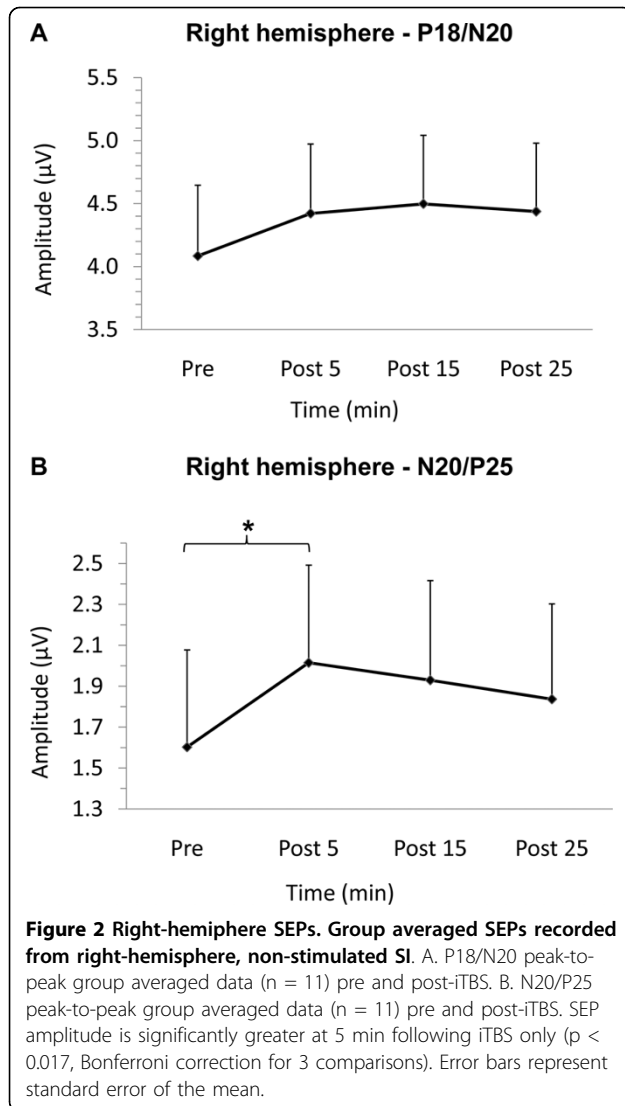 A Right hemisphere - P18/N20
5.5
5.0
4.5
4.0
3.5
Amplitude (µV)
Pre Post 5 Post 15 Post 25
Time (min)
B Right hemisphere - N20/P25
*
2.5
2.3
2.1
1.9
1.7
1.5
1.3
Amplitude (µV)
Pre Post 5 Post 15 Post 25
Time (min)
Figure 2 Right-hemiphere SEPs. Group averaged SEPs recorded
from right-hemisphere, non-stimulated SI. A. P18/N20 peak-to-
peak group averaged data (n = 11) pre and post-iTBS. B. N20/P25
peak-to-peak group averaged data (n = 11) pre and post-iTBS. SEP
amplitude is significantly greater at 5 min following iTBS only (p <
0.017, Bonferroni correction for 3 comparisons). Error bars represent
standard error of the mean.